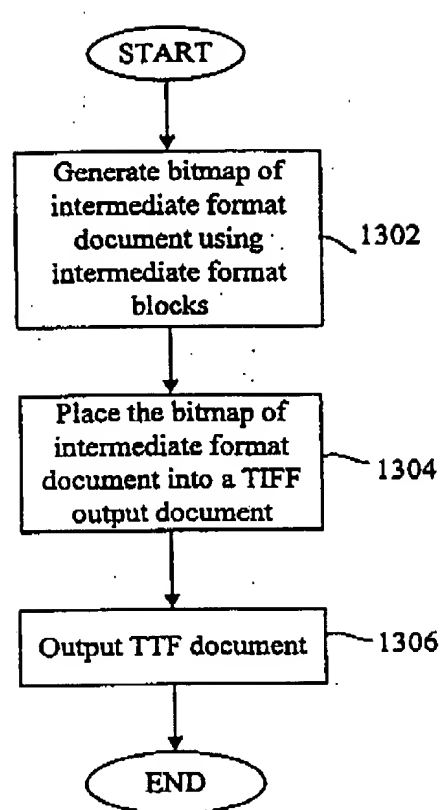 START
Generate bitmap of
intermediate format
document using
intermediate format
blocks
1302
Place the bitmap of
intermediate format
document into a TIFF
output document
1304
Output TTF document
1306
END